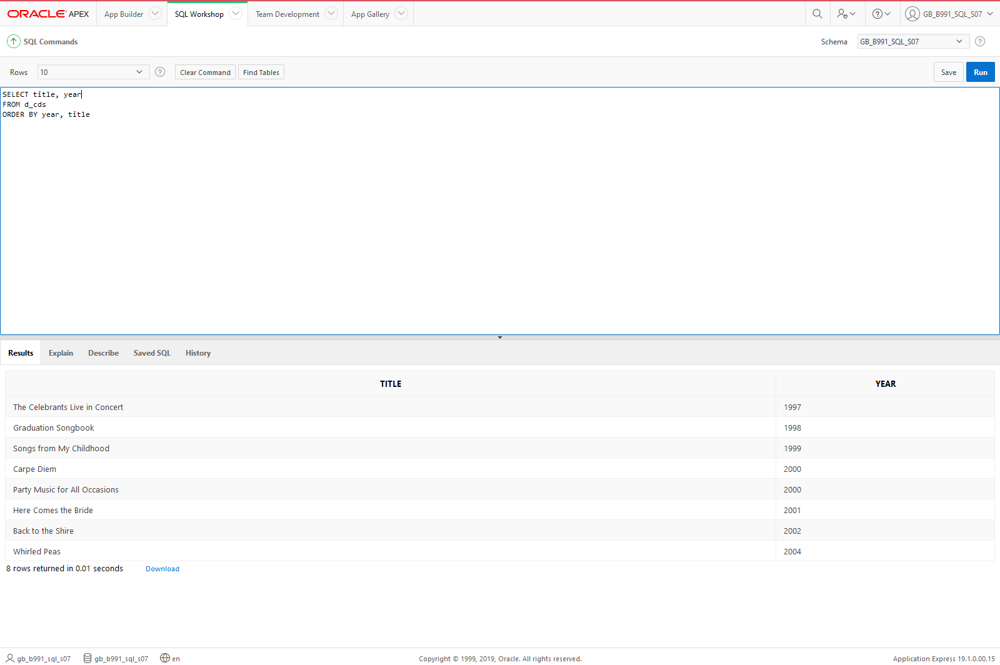 ORACLE APEX App Builder SQL Workshop Team Development App Gallery GB_B991_SQL_S07
SQL Commands Schema GB_B991_SQL_S07 ?
Rows 10 ? Clear Command Find Tables Save Run
SELECT title, year
FROM d_cds
ORDER BY year, title
Results Explain Describe Saved SQL History
TITLE YEAR
The Celebrants Live in Concert 1997
Graduation Songbook 1998
Songs from My Childhood 1999
Carpe Diem 2000
Party Music for All Occasions 2000
Here Comes the Bride 2001
Back to the Shire 2002
Whirled Peas 2004
8 rows returned in 0.01 seconds Download
gb_b991_sql_s07 gb_b991_sql_s07 en Copyright © 1999, 2019, Oracle. All rights reserved. Application Express 19.1.0.00.15